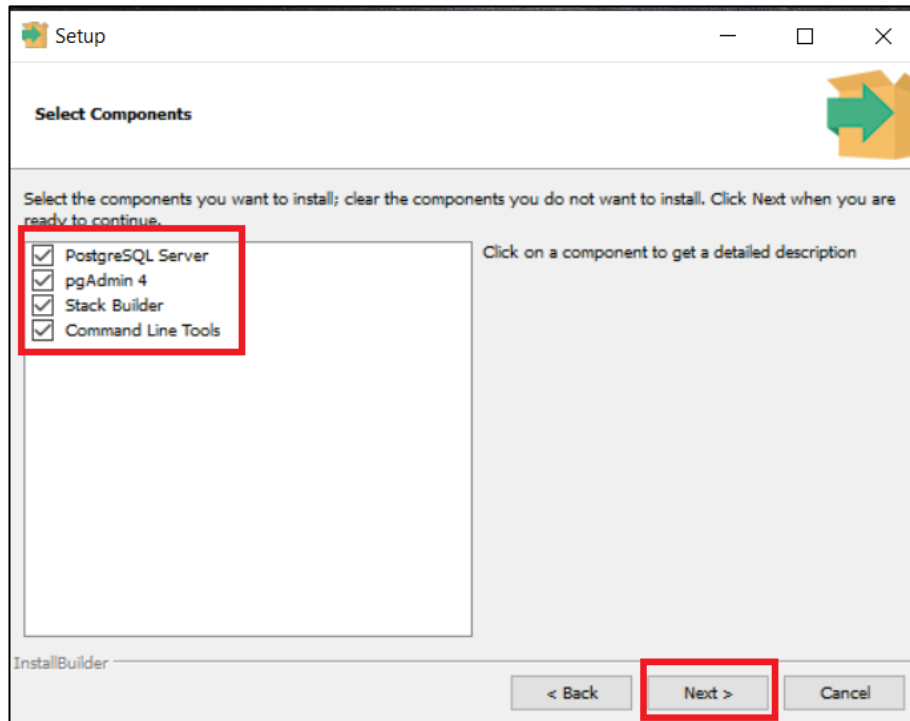 Setup
Select Components
Select the components you want to install; clear the components you do not want to install. Click Next when you are
ready to continue.
PostgreSQL Server
pgAdmin 4
Stack Builder
Command Line Tools
Click on a component to get a detailed description
InstallBuilder
< Back
Next >
Cancel